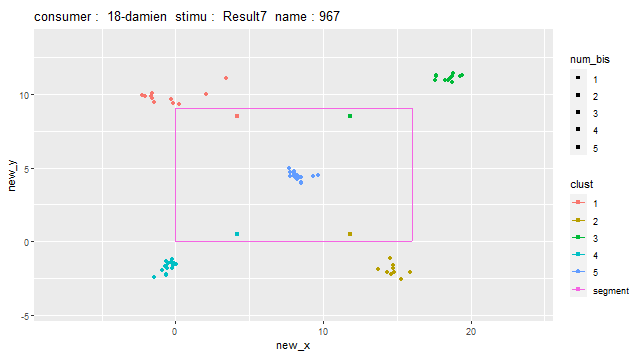 consumer :  18-damien  stimu :  Result7  name : 967
new_y
10
5
0
-5
0
10
20
new_x
num_bis
1
2
3
4
5
clust
1
2
3
4
5
segment